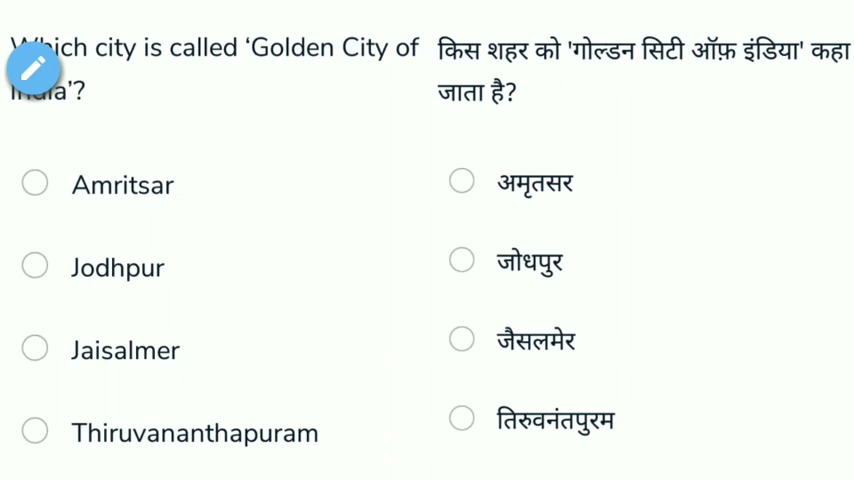 is called ‘Golden City of
city
किस शहर को 'गोल्डन सिटी ऑफ़ इंडिया' कहा
जाता है?
Amritsar
Jodhpur
Jaisalmer
Thiruvananthapuram
अमृतसर
जोधपुर
जैसलमेर
तिरुवनंतपुरम